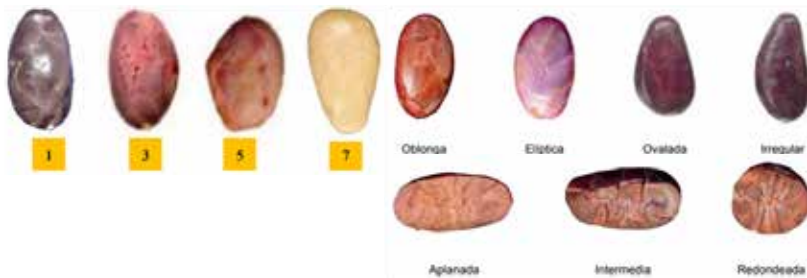 1 3 5 7
Oblonga Elíptica Ovalada Irregular
Aplanada Intermedia Redondeada